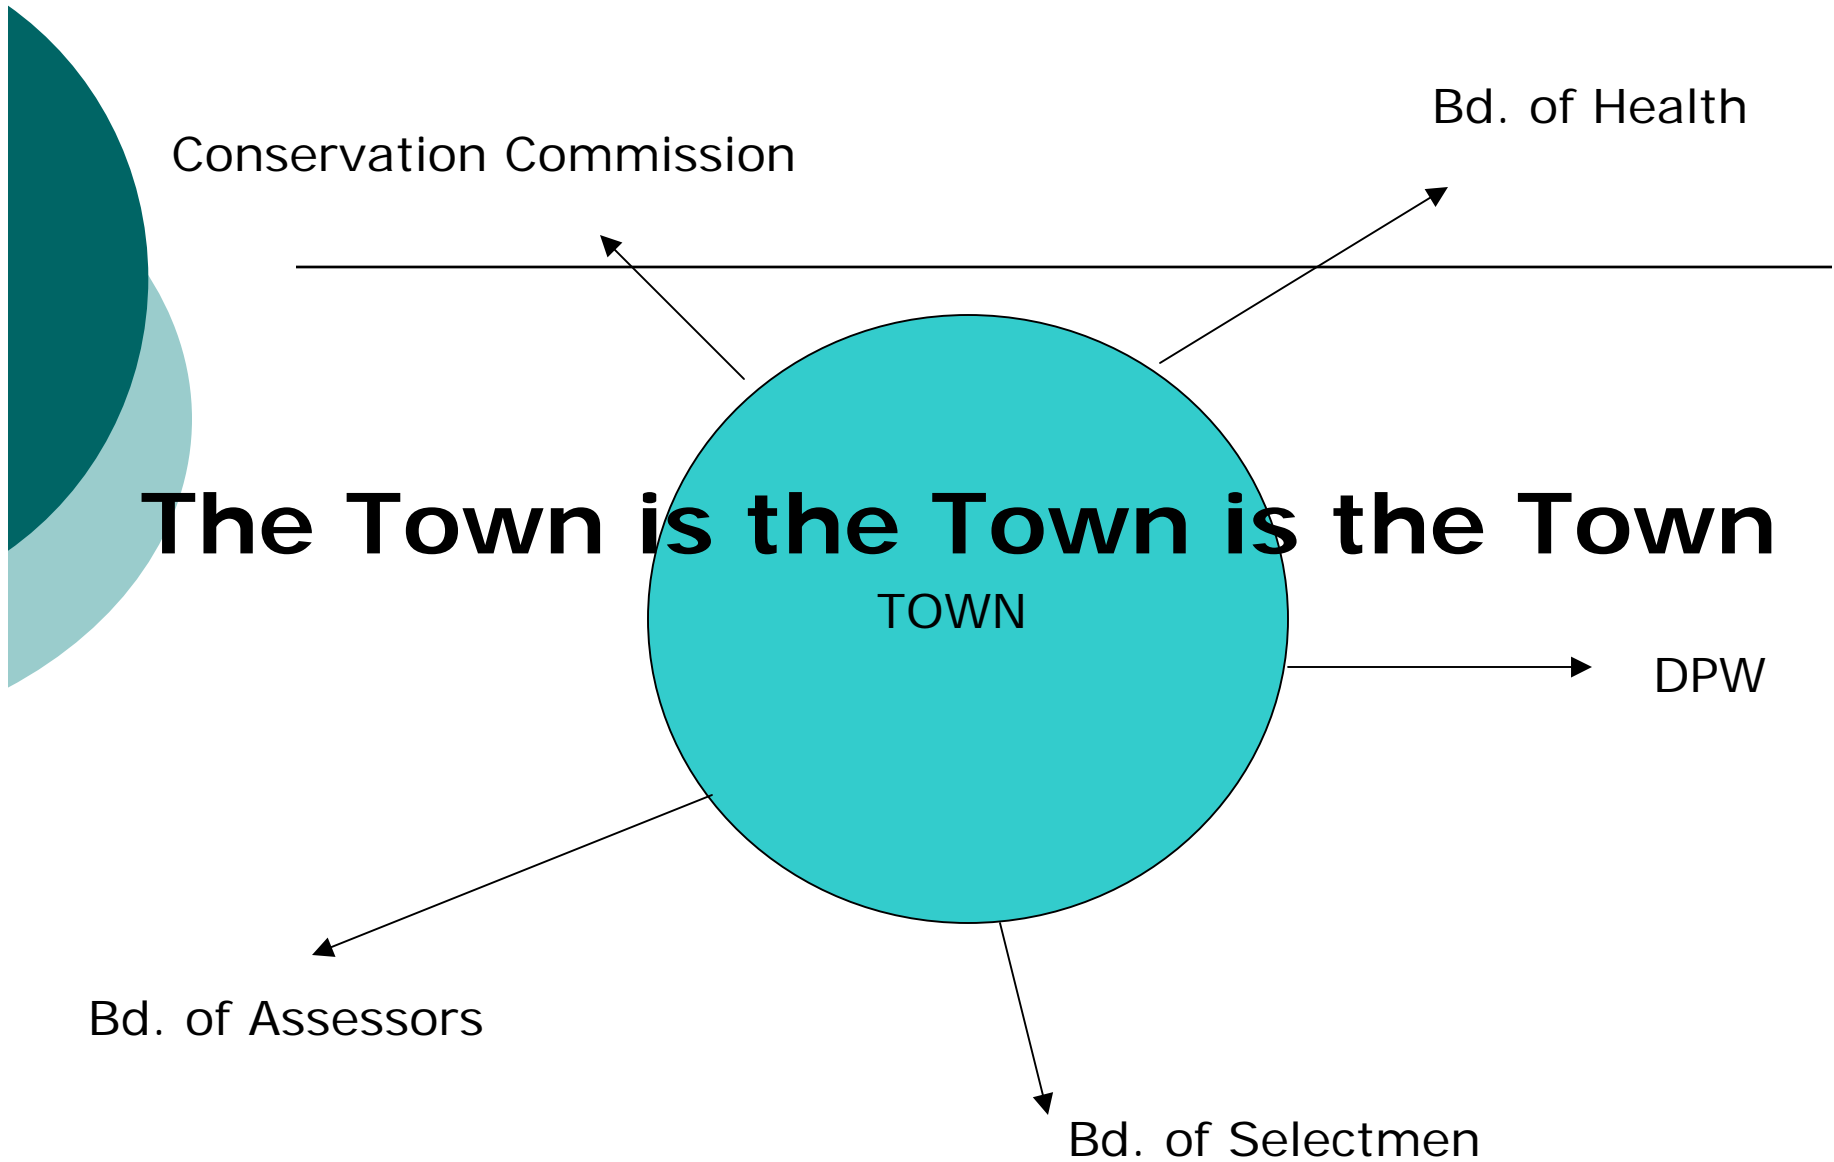 Bd. of Health
Conservation Commission
The Town is the Town is the Town
TOWN
DPW
Bd. of Assessors
Bd. of Selectmen